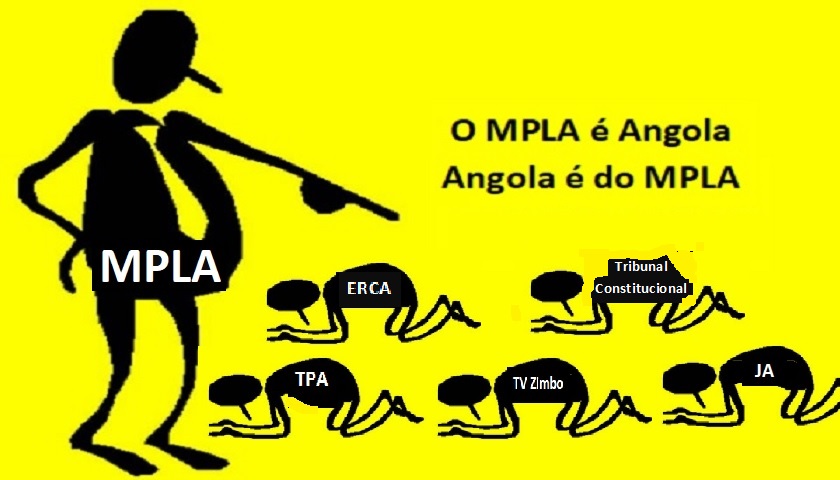 O MPLA é Angola
Angola é do MPLA
MPLA
ERCA
Tribunal
Constitucional
TPA
TV ZImbo
JA